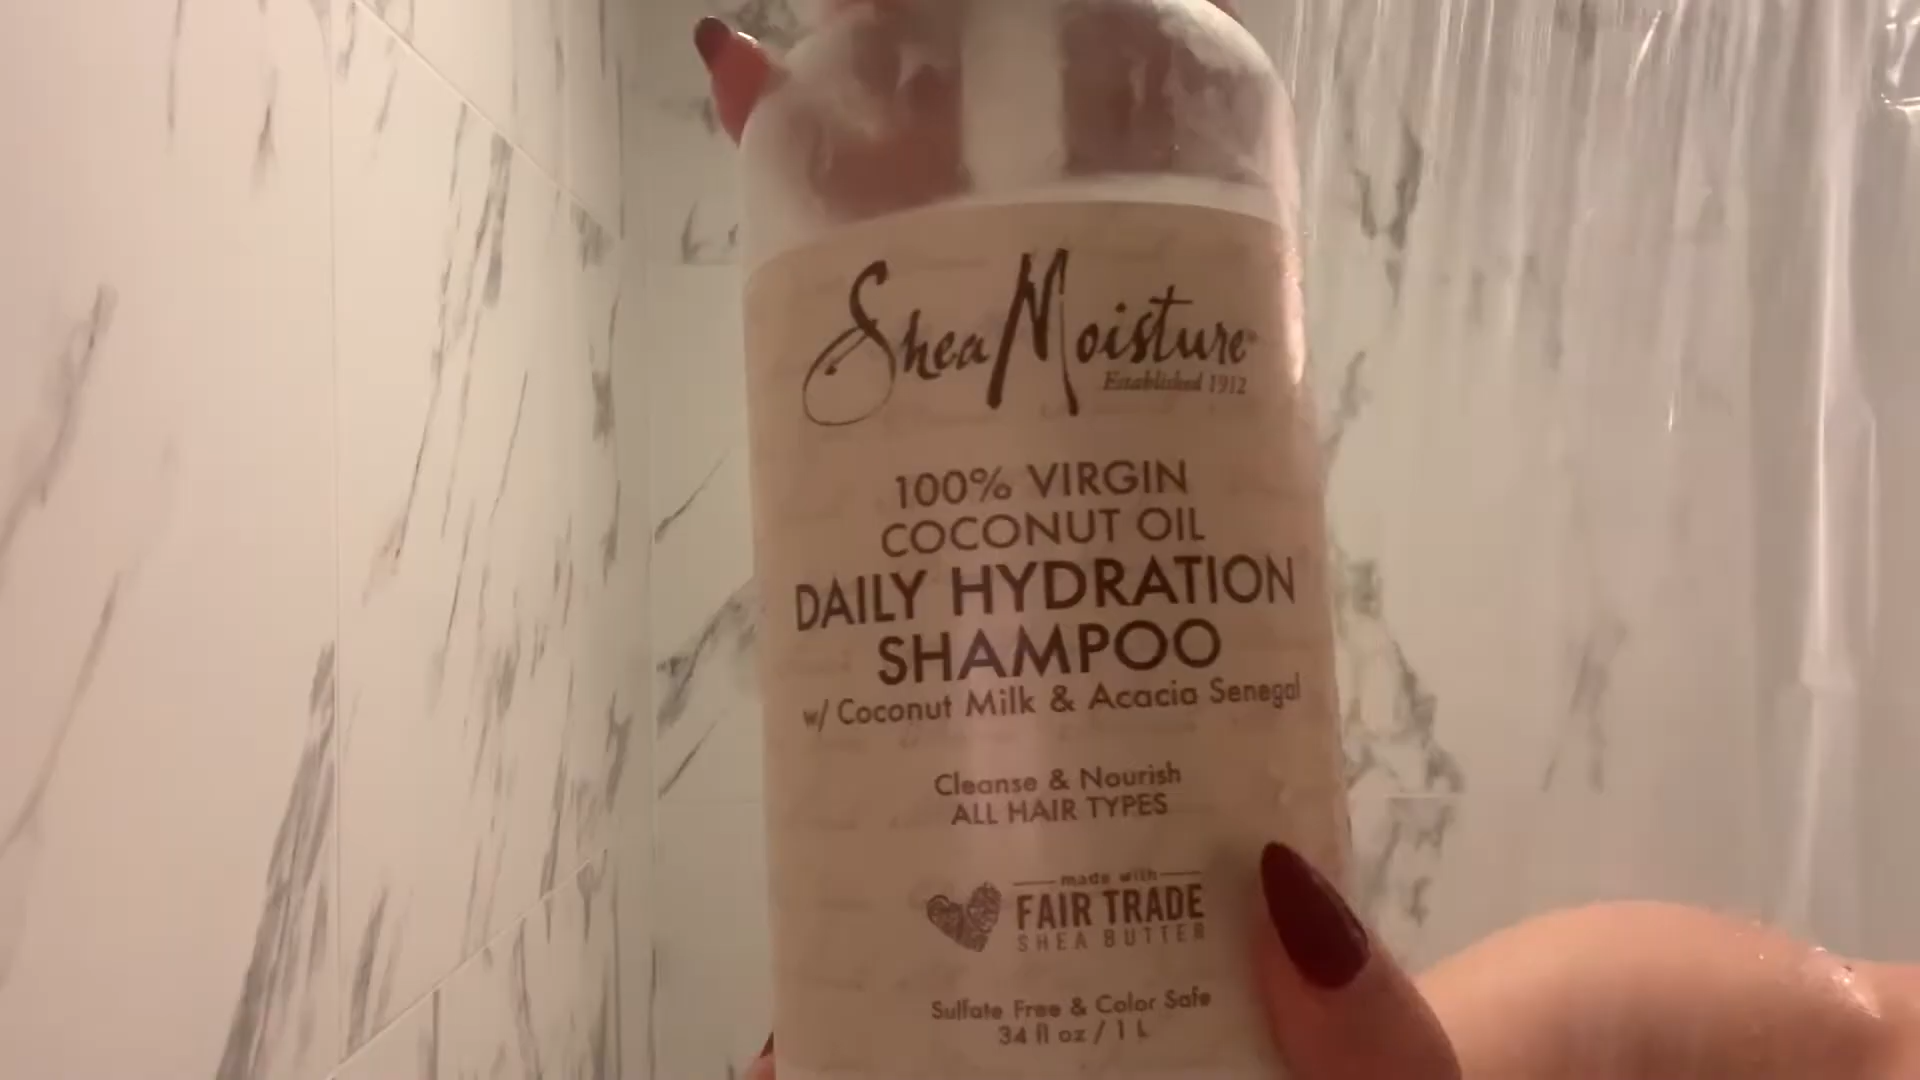 SheaMoisture
Established 1912
100% VIRGIN
COCONUT OIL
DAILY HYDRATION
SHAMPOO
w/ Coconut Milk & Acacia Senegal
Cleanse & Nourish
ALL HAIR TYPES
made with
FAIR TRADE
SHEA BUTTER
Sulfate Free & Color Safe
34 fl oz / 1 L